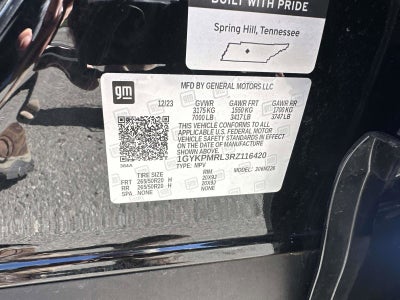 BUILT WITH PRIDE
Spring Hill, Tennessee
gm
MFD BY GENERAL MOTORS LLC
12/23 GVWR GAWR FRT GAWR RR
3175KG 1550 KG 1700 KG
7000 LB 3417 LB 3747 LB
THIS VEHICLE CONFORMS TO ALL
APPLICABLE U.S. FEDERAL MOTOR
VEHICLE SAFETY STANDARDS IN EFFECT
ON THE DATE OF MANUFACTURE
SHOWN ABOVE.
1GYKPMRL3RZ116420
TYPE: MPV MODEL: 206N226
TIRE SIZE RIM
FRT 265/50R20 H 20X9J
RR 265/50R20 H 20X9J
SPA NONE NONE